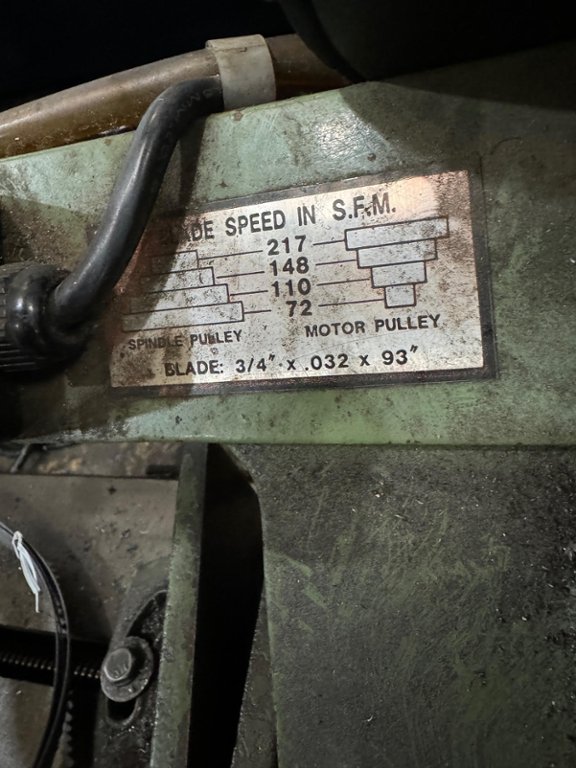 SPEED IN S.F.M.
217
148
110
72
SPINDLE PULLEY
MOTOR PULLEY
BLADE: 3/4" x .032 x 93"